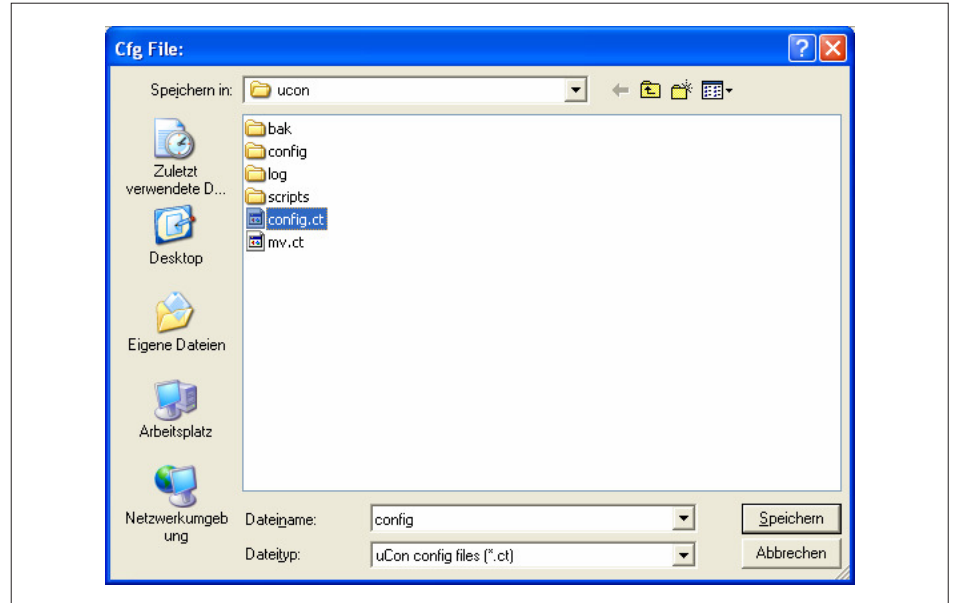 Cfg File:
Speichern in:
ucon
Zuletzt
verwendete D...
Desktop
Eigene Dateien
Arbeitsplatz
Netzwerkumgeb
ung
bak
config
log
scripts
config.ct
mv.ct
Dateiname:
config
Speichern
Dateityp:
uCon config files (*.ct)
Abbrechen